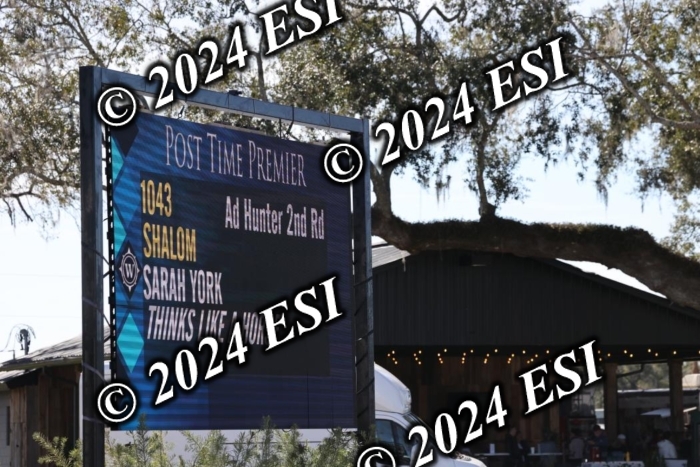 © 2024 ESI
© 2024 ESI
POST TIME PREMIER
1043
Ad Hunter 2nd Rd
SHALOM
W
SARAH YORK
THINKS LIKE A
© 2024 ESI
© 2024 ESI